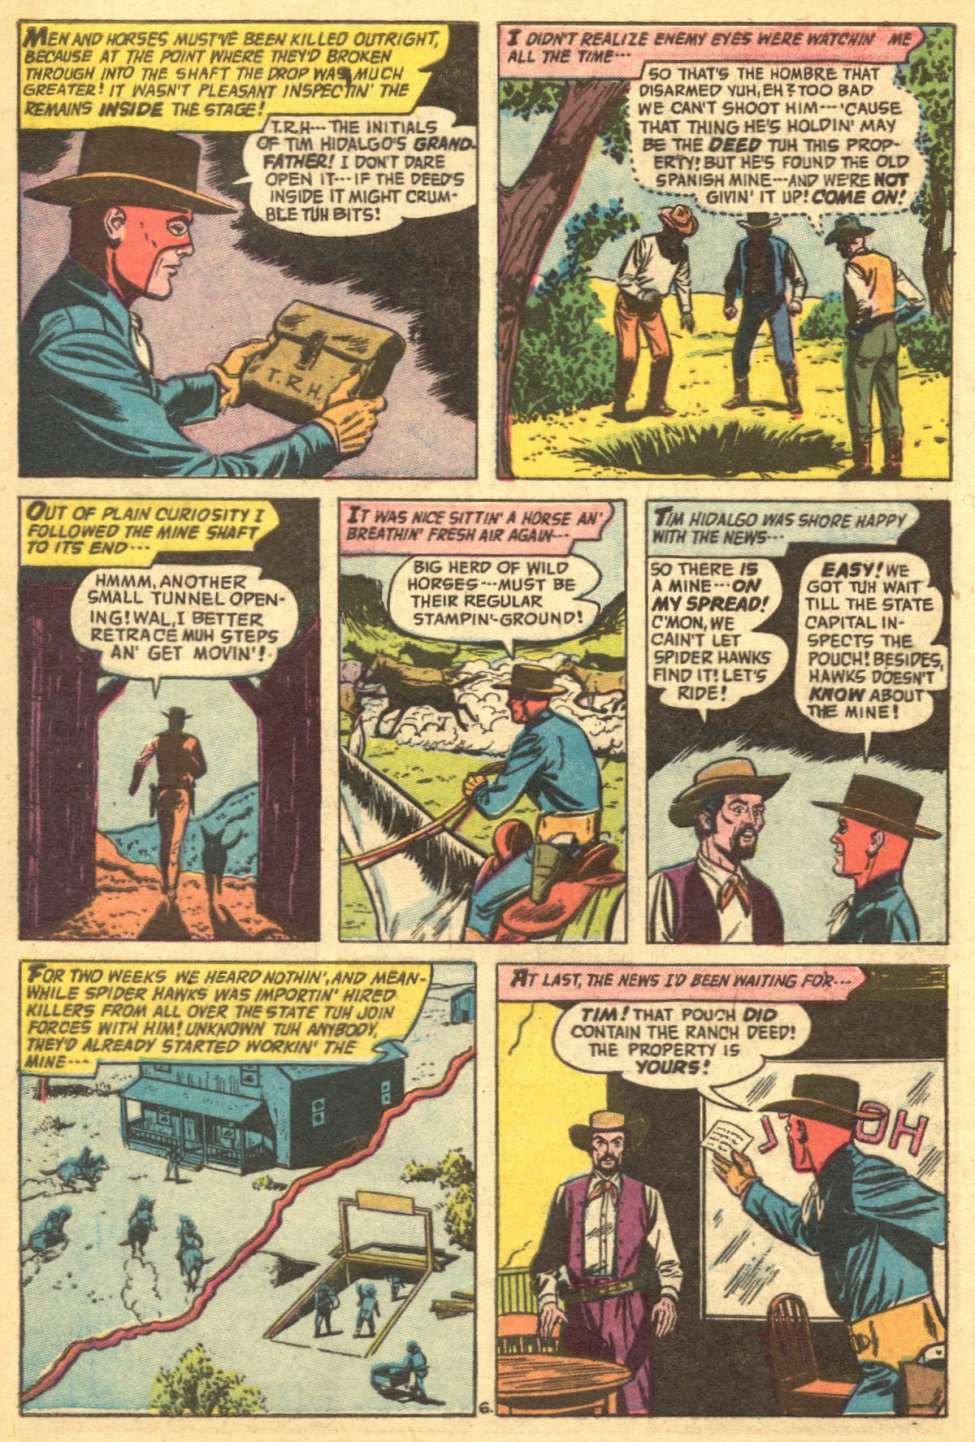 MEN AND HORSES MUST'VE BEEN KILLED OUTRIGHT,
BECAUSE AT THE POINT WHERE THEY'D BROKEN
THROUGH INTO THE SHAFT THE DROP WAS MUCH
GREATER! IT WASN'T PLEASANT INSPECTIN' THE
REMAINS INSIDE THE STAGE!
T.R.H--- THE INITIALS
OF TIM HIDALGO'S GRAND-
FATHER! I DON'T DARE
OPEN IT---IF THE DEED'S
INSIDE IT MIGHT CRUM-
BLE TUH BITS!
T.R.H.
I DIDN'T REALIZE ENEMY EYES WERE WATCHIN' ME
ALL THE TIME---
SO THAT'S THE HOMBRE THAT
DISARMED YUH, EH? TOO BAD
WE CAN'T SHOOT HIM---'CAUSE
THAT THING HE'S HOLDIN' MAY
BE THE DEED TUH THIS PROP-
ERTY! BUT HE'S FOUND THE OLD
SPANISH MINE---AND WE'RE NOT
GIVIN' IT UP! COME ON!
OUT OF PLAIN CURIOSITY I
FOLLOWED THE MINE SHAFT
TO ITS END---
HMMM, ANOTHER
SMALL TUNNEL OPEN-
ING! WAL, I BETTER
RETRACE MUH STEPS
AN' GET MOVIN'!
IT WAS NICE SITTIN' A HORSE AN'
BREATHIN' FRESH AIR AGAIN---
BIG HERD OF WILD
HORSES---MUST BE
THEIR REGULAR
STAMPIN'-GROUND!
TIM HIDALGO WAS SHORE HAPPY
WITH THE NEWS---
SO THERE IS
A MINE---ON
MY SPREAD!
C'MON, WE
CAIN'T LET
SPIDER HAWKS
FIND IT! LET'S
RIDE!
EASY! WE
GOT TUH WAIT
TILL THE STATE
CAPITAL IN-
SPECTS THE
POUCH! BESIDES,
HAWKS DOESN'T
KNOW ABOUT
THE MINE!
FOR TWO WEEKS WE HEARD NOTHIN', AND MEAN-
WHILE SPIDER HAWKS WAS IMPORTIN' HIRED
KILLERS FROM ALL OVER THE STATE TUH JOIN
FORCES WITH HIM! UNKNOWN TUH ANYBODY,
THEY'D ALREADY STARTED WORKIN' THE
MINE---
AT LAST, THE NEWS I'D BEEN WAITING FOR---
TIM! THAT POUCH DID
CONTAIN THE RANCH DEED!
THE PROPERTY IS
YOURS!
HOTEL
6